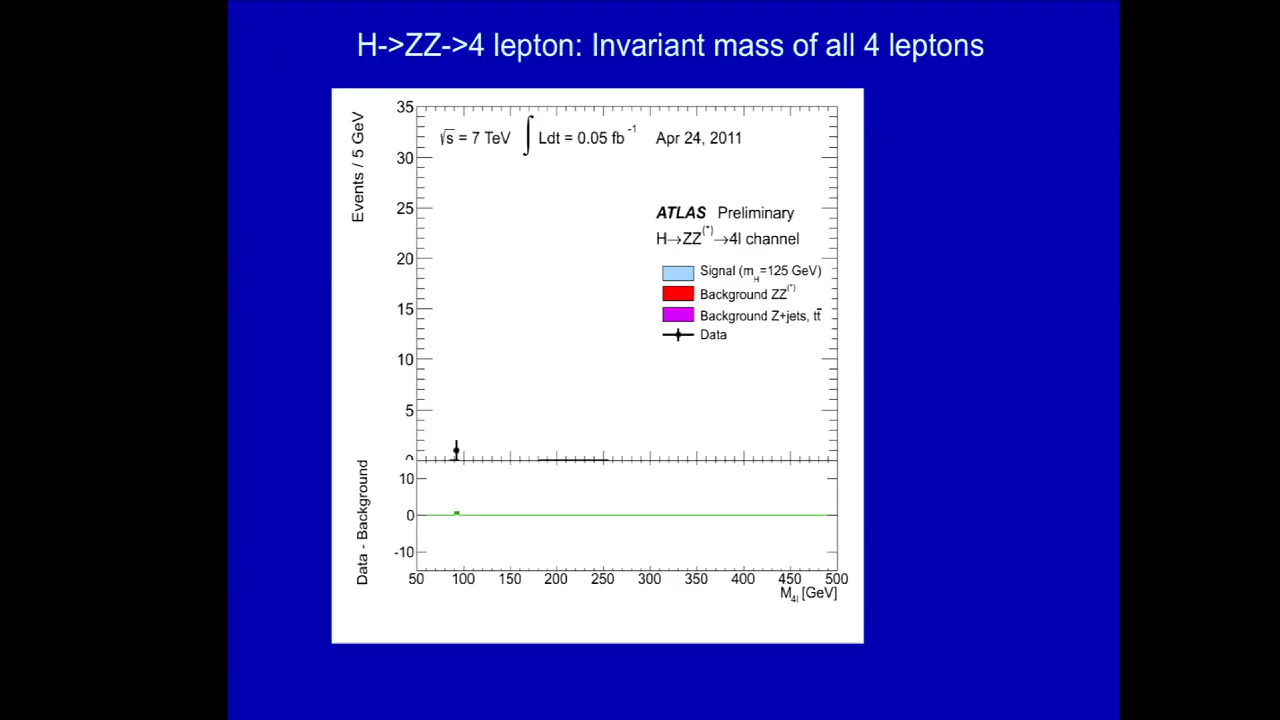 H->ZZ->4 lepton: Invariant mass of all 4 leptons
Events / 5 GeV
35
30
25
20
15
10
5
0
√s = 7 TeV ∫ Ldt = 0.05 fb⁻¹ Apr 24, 2011
ATLAS Preliminary
H→ZZ(*)→4l channel
Signal (mH=125 GeV)
Background ZZ(*)
Background Z+jets, tt̄
Data
Data - Background
10
0
-10
50 100 150 200 250 300 350 400 450 500
M4l [GeV]